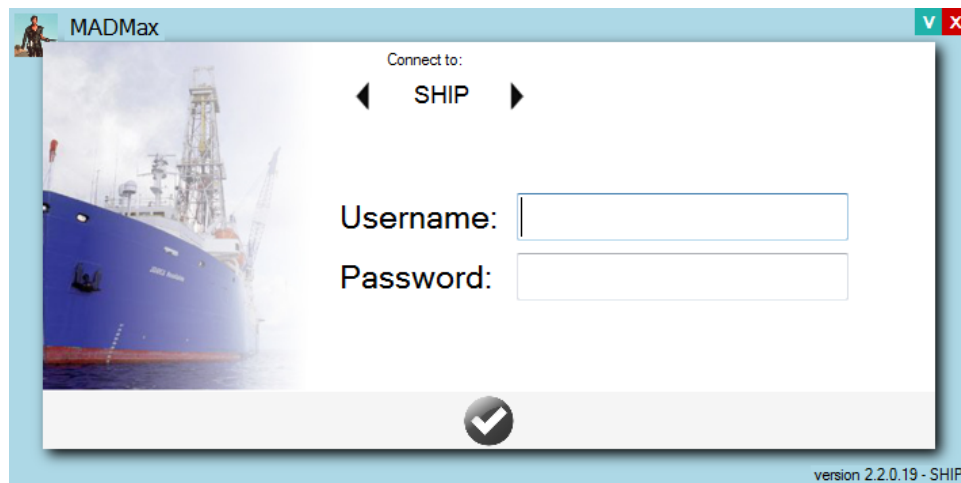 MADMax
V X
Connect to:
SHIP
Username:
Password:
version 2.2.0.19 - SHIP